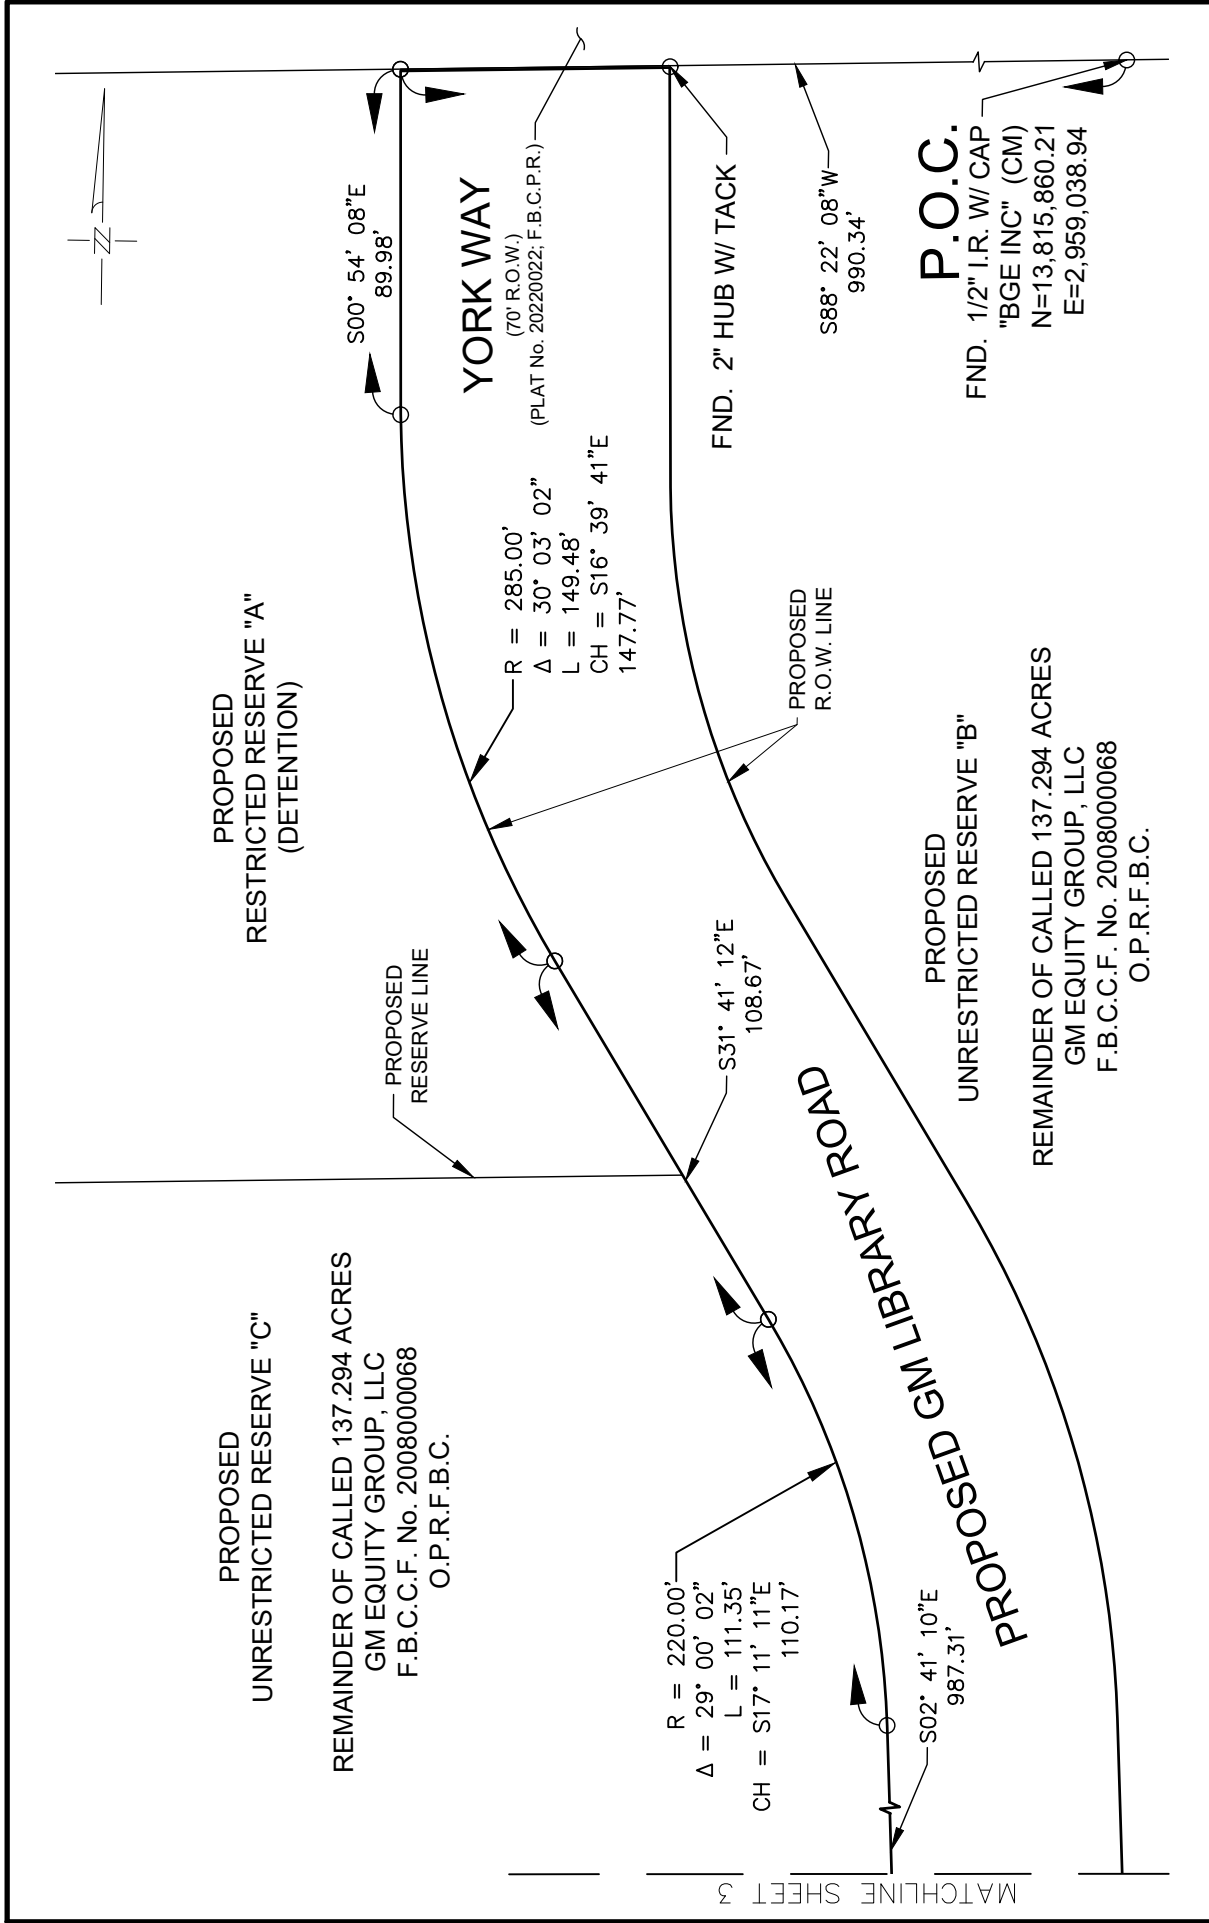 MATCHLINE SHEET 3
PROPOSED
UNRESTRICTED RESERVE "C"
REMAINDER OF CALLED 137.294 ACRES
GM EQUITY GROUP, LLC
F.B.C.C.F. No. 2008000068
O.P.R.F.B.C.
PROPOSED
RESERVE LINE
PROPOSED
RESTRICTED RESERVE "A"
(DETENTION)
N
S00° 54' 08"E
89.98'
YORK WAY
(70' R.O.W.)
(PLAT No. 20220022; F.B.C.P.R.)
R = 285.00'
Δ = 30° 03' 02"
L = 149.48'
CH = S16° 39' 41"E
147.77'
FND. 2" HUB W/ TACK
S88° 22' 08"W
990.34'
P.O.C.
FND. 1/2" I.R. W/ CAP
"BGE INC" (CM)
N=13,815,860.21
E=2,959,038.94
PROPOSED
R.O.W. LINE
S31° 41' 12"E
108.67'
PROPOSED GM LIBRARY ROAD
R = 220.00'
Δ = 29° 00' 02"
L = 111.35'
CH = S17° 11' 11"E
110.17'
S02° 41' 10"E
987.31'
PROPOSED
UNRESTRICTED RESERVE "B"
REMAINDER OF CALLED 137.294 ACRES
GM EQUITY GROUP, LLC
F.B.C.C.F. No. 2008000068
O.P.R.F.B.C.